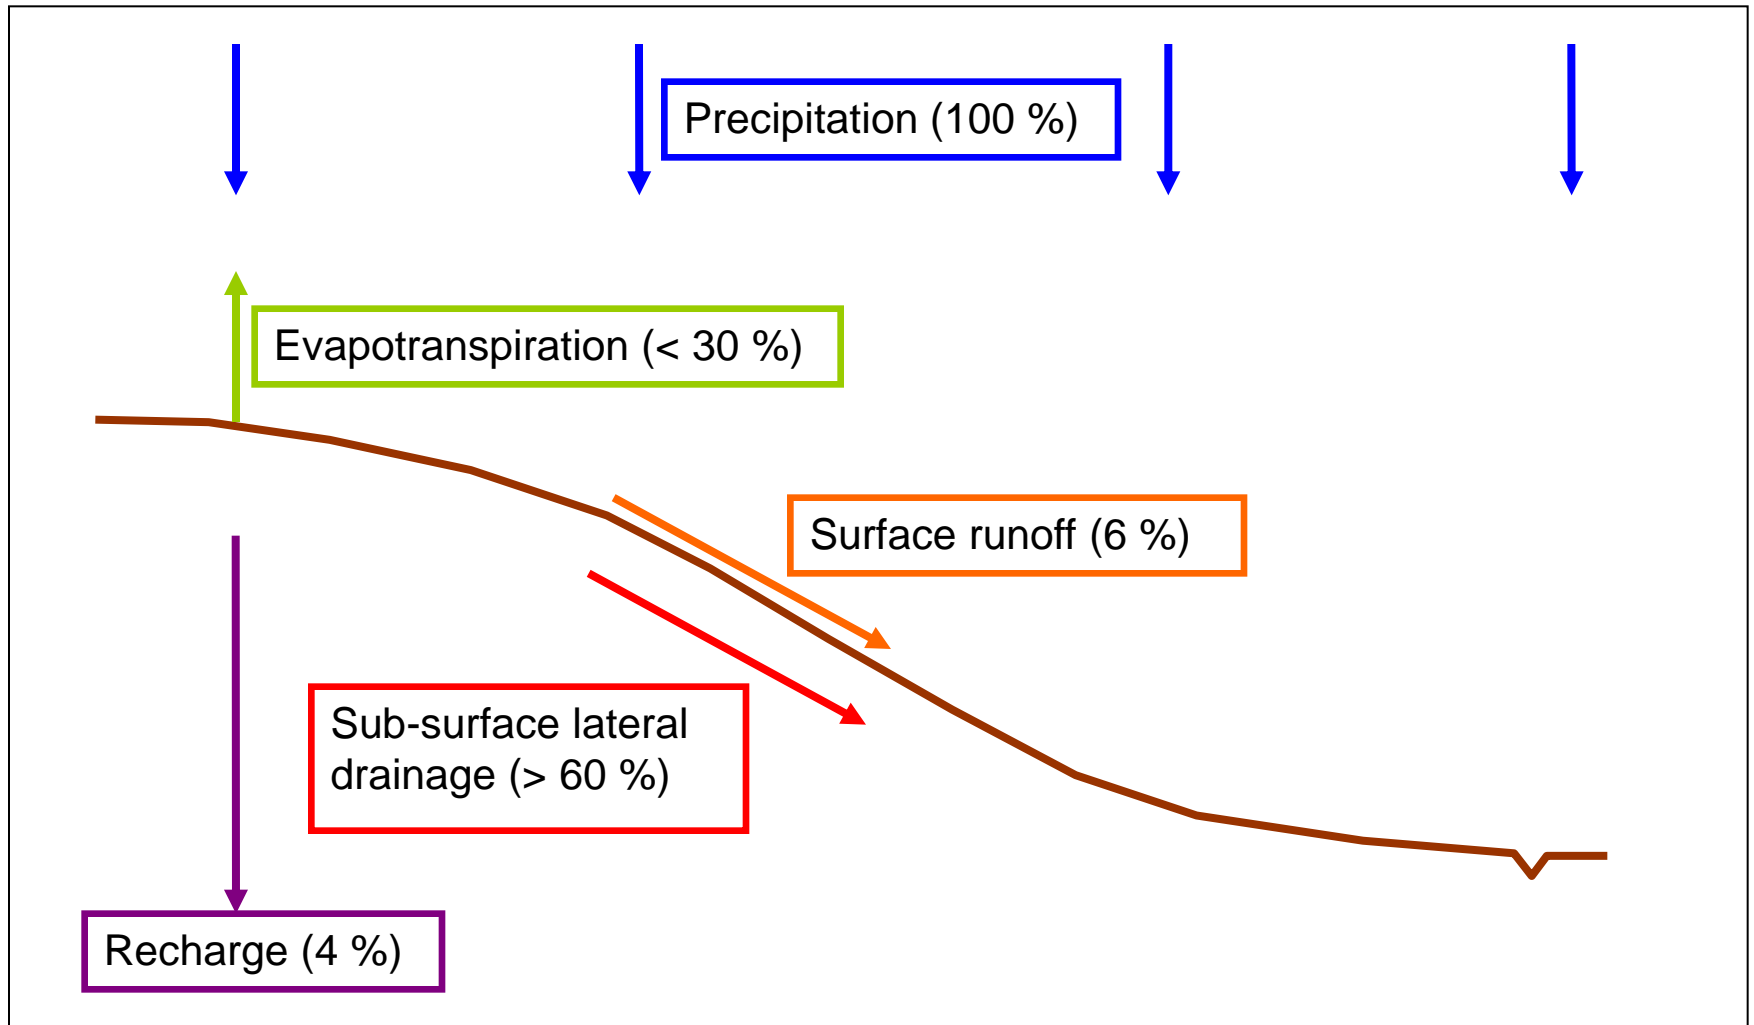 Precipitation (100 %)
Evapotranspiration (< 30 %)
Surface runoff (6 %)
Sub-surface lateral
drainage (> 60 %)
Recharge (4 %)